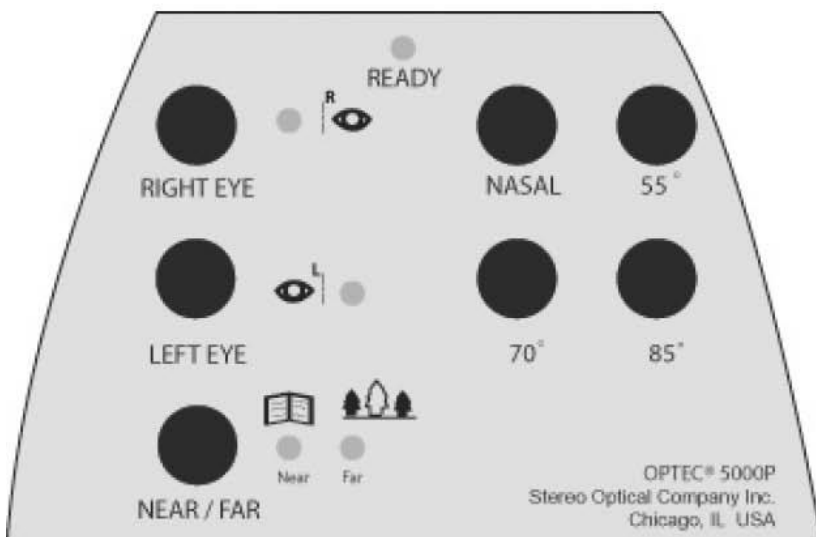 READY
R
RIGHT EYE
NASAL
55°
L
LEFT EYE
70°
85°
Near
Far
NEAR / FAR
OPTEC® 5000P
Stereo Optical Company Inc.
Chicago, IL USA